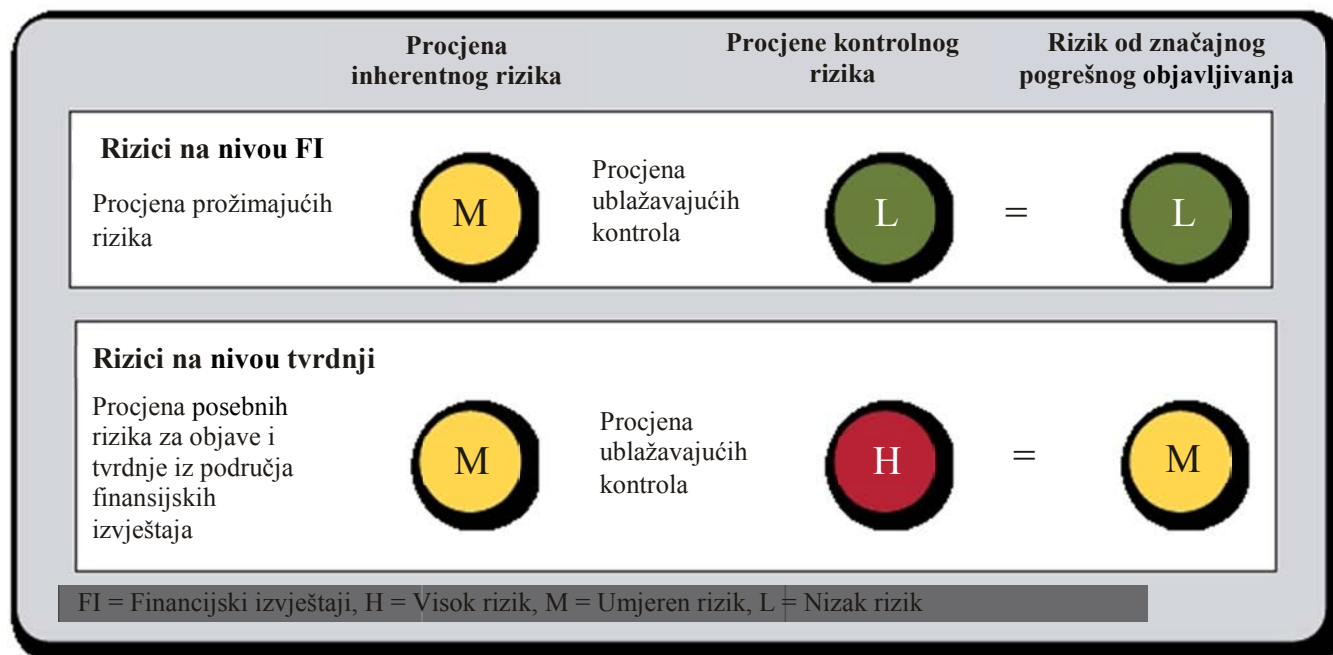 Procjena
inherentnog rizika
Procjene kontrolnog
rizika
Rizik od značajnog
pogrešnog objavljivanja
Rizici na nivou FI
Procjena prožimajućih
rizika
M
Procjena
ublažavajućih
kontrola
L
=
L
Rizici na nivou tvrdnji
Procjena posebnih
rizika za objave i
tvrdnje iz područja
finansijskih
izvještaja
M
Procjena
ublažavajućih
kontrola
H
=
M
FI = Financijski izvještaji, H = Visok rizik, M = Umjeren rizik, L = Nizak rizik